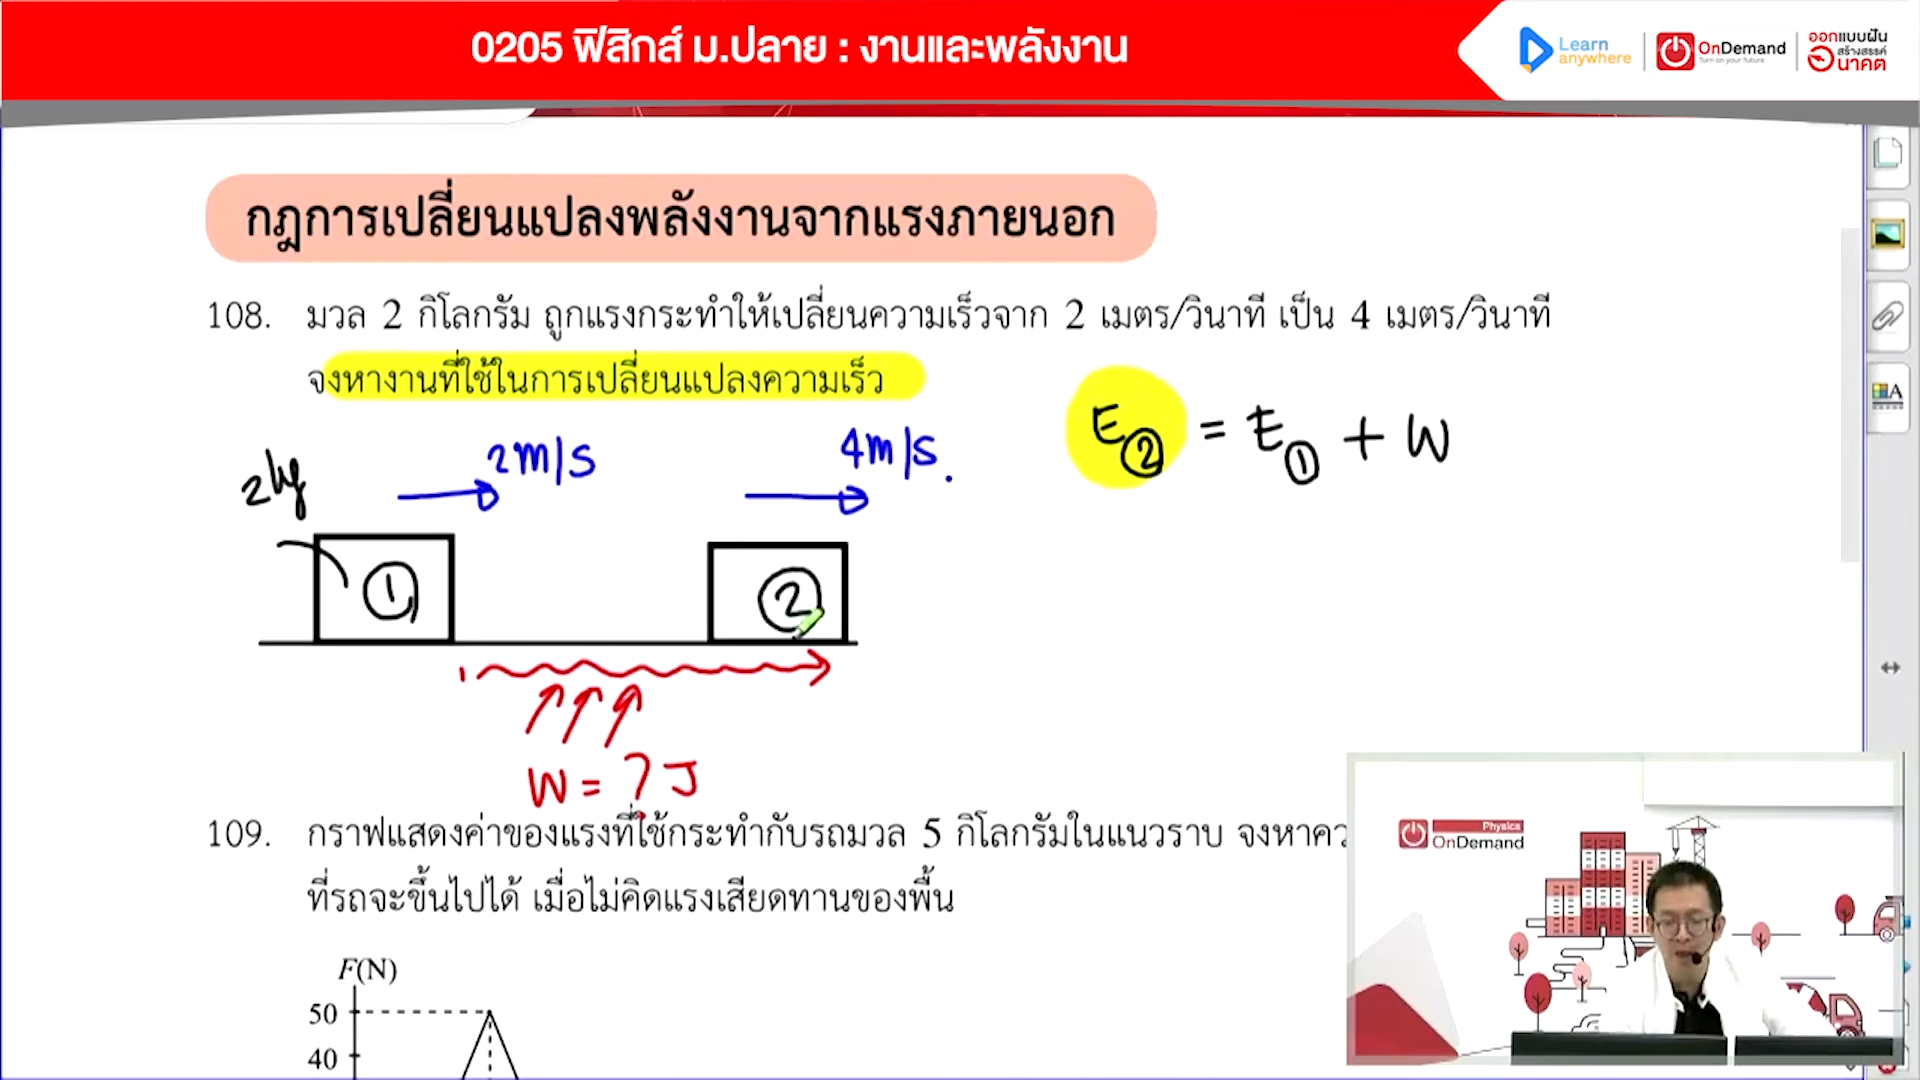 0205 ฟิสิกส์ ม.ปลาย : งานและพลังงาน
Learn anywhere
OnDemand
Turn on your future
ออกแบบฝัน
สร้างสรรค์
อนาคต
กฎการเปลี่ยนแปลงพลังงานจากแรงภายนอก
108. มวล 2 กิโลกรัม ถูกแรงกระทำให้เปลี่ยนความเร็วจาก 2 เมตร/วินาที เป็น 4 เมตร/วินาที
จงหางานที่ใช้ในการเปลี่ยนแปลงความเร็ว
E② = E① + W
2kg
2m/s
4m/s.
①
②
W = ? J
109. กราฟแสดงค่าของแรงที่ใช้กระทำกับรถมวล 5 กิโลกรัมในแนวราบ จงหาคว
ที่รถจะขึ้นไปได้ เมื่อไม่คิดแรงเสียดทานของพื้น
F(N)
50
40
Physics
OnDemand
A